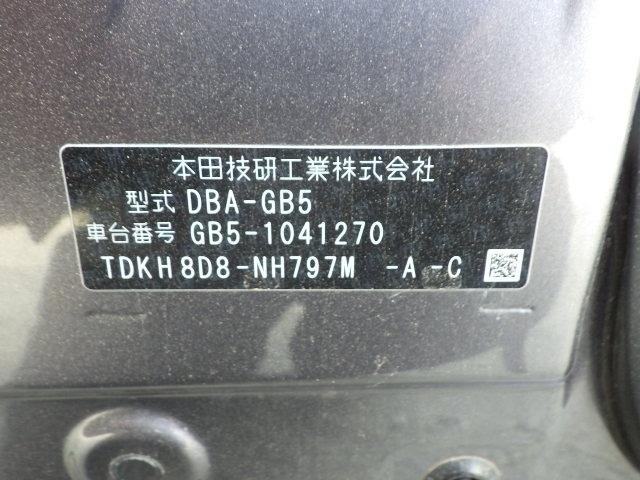 本田技研工業株式会社
型式 DBA-GB5
車台番号 GB5-1041270
TDKH8D8-NH797M -A-C